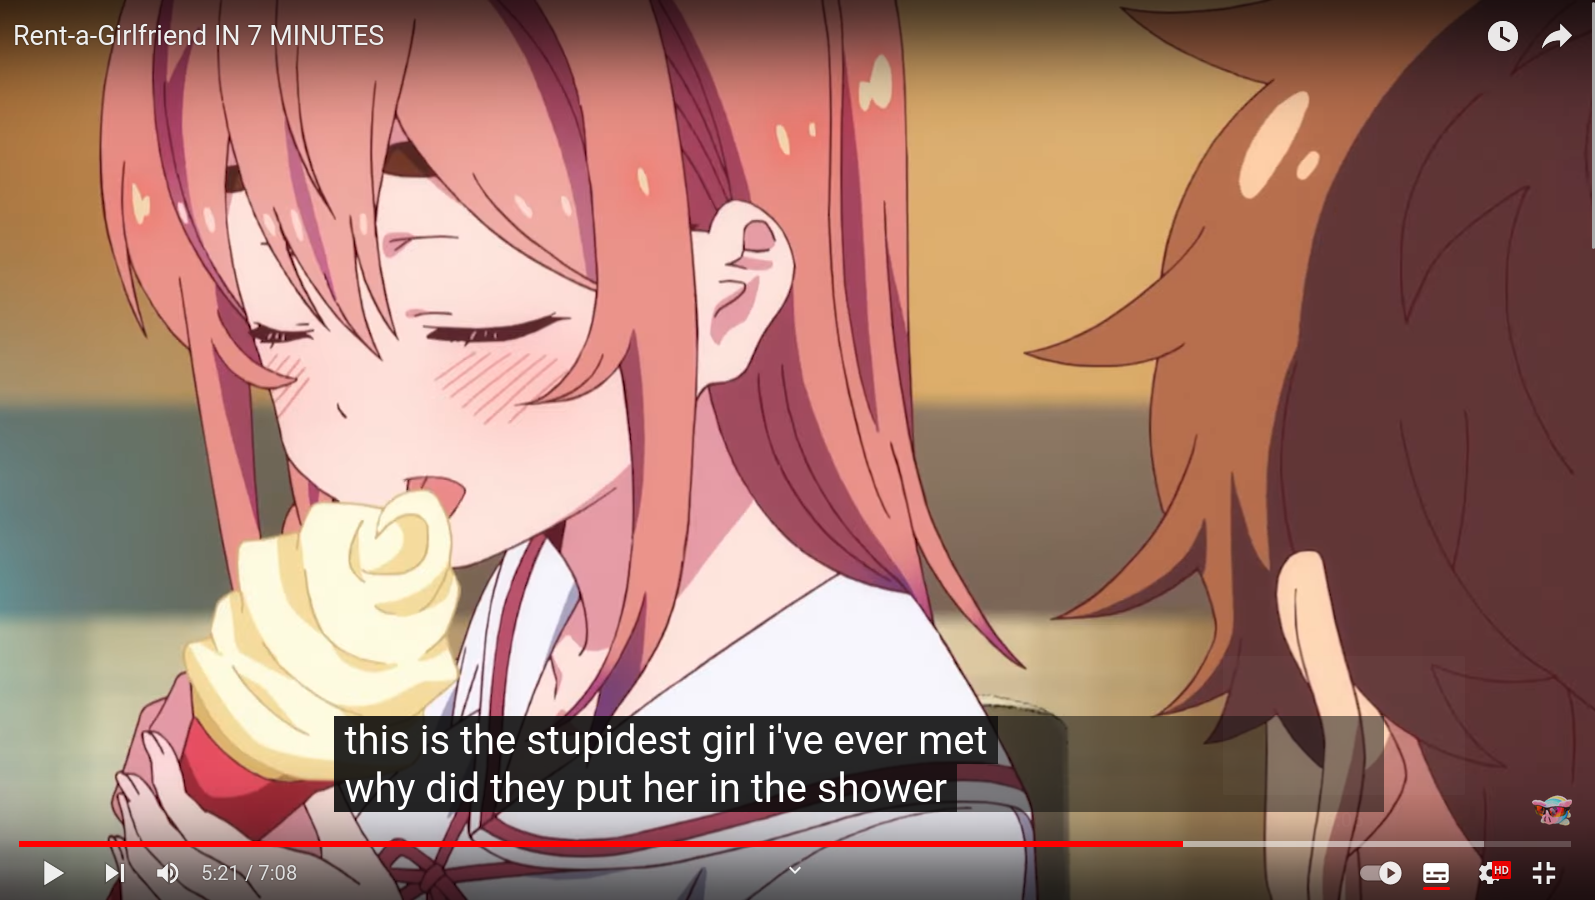 Rent-a-Girlfriend IN 7 MINUTES
this is the stupidest girl i've ever met
why did they put her in the shower
5:21 / 7:08
HD